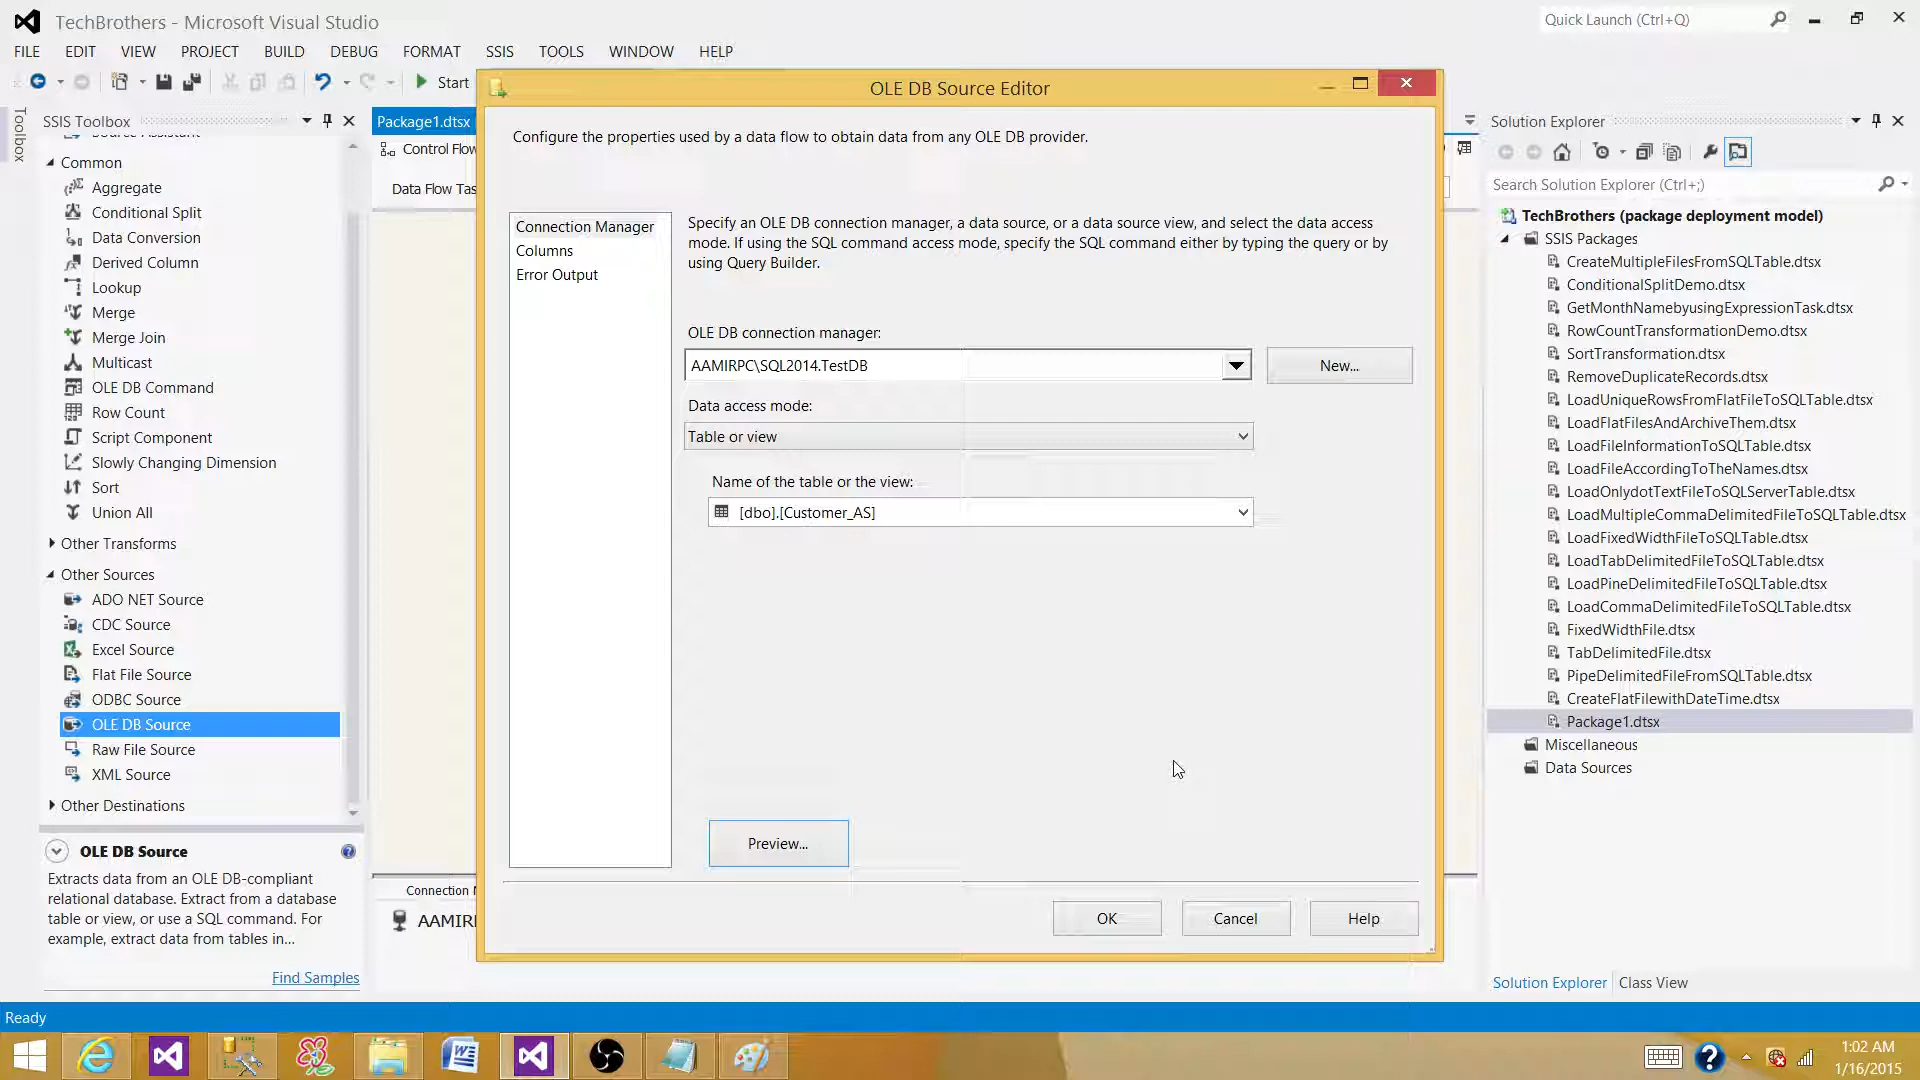 TechBrothers - Microsoft Visual Studio
Quick Launch (Ctrl+Q)
FILE EDIT VIEW PROJECT BUILD DEBUG FORMAT SSIS TOOLS WINDOW HELP
Start
Toolbox
SSIS Toolbox
Source Assistant
Common
Aggregate
Conditional Split
Data Conversion
Derived Column
Lookup
Merge
Merge Join
Multicast
OLE DB Command
Row Count
Script Component
Slowly Changing Dimension
Sort
Union All
Other Transforms
Other Sources
ADO NET Source
CDC Source
Excel Source
Flat File Source
ODBC Source
OLE DB Source
Raw File Source
XML Source
Other Destinations
OLE DB Source
Extracts data from an OLE DB-compliant
relational database. Extract from a database
table or view, or use a SQL command. For
example, extract data from tables in...
Find Samples
Package1.dtsx
Control Flow
Data Flow Tas
Connection
AAMIR
OLE DB Source Editor
Configure the properties used by a data flow to obtain data from any OLE DB provider.
Connection Manager
Columns
Error Output
Specify an OLE DB connection manager, a data source, or a data source view, and select the data access
mode. If using the SQL command access mode, specify the SQL command either by typing the query or by
using Query Builder.
OLE DB connection manager:
AAMIRPC\SQL2014.TestDB
New...
Data access mode:
Table or view
Name of the table or the view:
[dbo].[Customer_AS]
Preview...
OK
Cancel
Help
Solution Explorer
Search Solution Explorer (Ctrl+;)
TechBrothers (package deployment model)
SSIS Packages
CreateMultipleFilesFromSQLTable.dtsx
ConditionalSplitDemo.dtsx
GetMonthNamebyusingExpressionTask.dtsx
RowCountTransformationDemo.dtsx
SortTransformation.dtsx
RemoveDuplicateRecords.dtsx
LoadUniqueRowsFromFlatFileToSQLTable.dtsx
LoadFlatFilesAndArchiveThem.dtsx
LoadFileInformationToSQLTable.dtsx
LoadFileAccordingToTheNames.dtsx
LoadOnlydotTextFileToSQLServerTable.dtsx
LoadMultipleCommaDelimitedFileToSQLTable.dtsx
LoadFixedWidthFileToSQLTable.dtsx
LoadTabDelimitedFileToSQLTable.dtsx
LoadPineDelimitedFileToSQLTable.dtsx
LoadCommaDelimitedFileToSQLTable.dtsx
FixedWidthFile.dtsx
TabDelimitedFile.dtsx
PipeDelimitedFileFromSQLTable.dtsx
CreateFlatFilewithDateTime.dtsx
Package1.dtsx
Miscellaneous
Data Sources
Solution Explorer
Class View
Ready
1:02 AM
1/16/2015